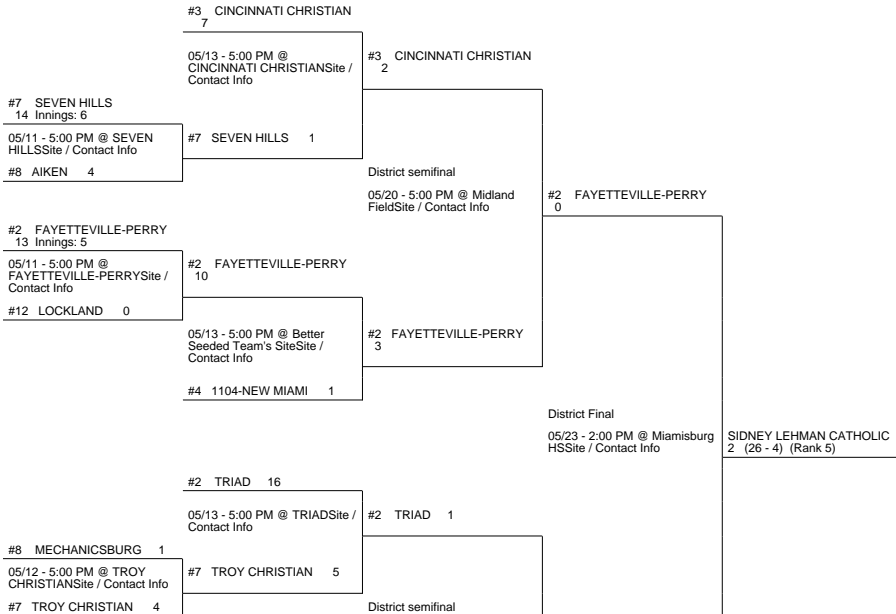 #3 CINCINNATI CHRISTIAN
7
05/13 - 5:00 PM @
CINCINNATI CHRISTIANSite /
Contact Info
#3 CINCINNATI CHRISTIAN
2
#7 SEVEN HILLS
14 Innings: 6
05/11 - 5:00 PM @ SEVEN
HILLSSite / Contact Info
#7 SEVEN HILLS 1
#8 AIKEN 4
District semifinal
05/20 - 5:00 PM @ Midland
FieldSite / Contact Info
#2 FAYETTEVILLE-PERRY
0
#2 FAYETTEVILLE-PERRY
13 Innings: 5
05/11 - 5:00 PM @
FAYETTEVILLE-PERRYSite /
Contact Info
#2 FAYETTEVILLE-PERRY
10
#12 LOCKLAND 0
05/13 - 5:00 PM @ Better
Seeded Team's SiteSite /
Contact Info
#2 FAYETTEVILLE-PERRY
3
#4 1104-NEW MIAMI 1
District Final
05/23 - 2:00 PM @ Miamisburg
HSSite / Contact Info
SIDNEY LEHMAN CATHOLIC
2 (26 - 4) (Rank 5)
#2 TRIAD 16
05/13 - 5:00 PM @ TRIADSite /
Contact Info
#2 TRIAD 1
#8 MECHANICSBURG 1
05/12 - 5:00 PM @ TROY
CHRISTIANSite / Contact Info
#7 TROY CHRISTIAN 5
#7 TROY CHRISTIAN 4
District semifinal